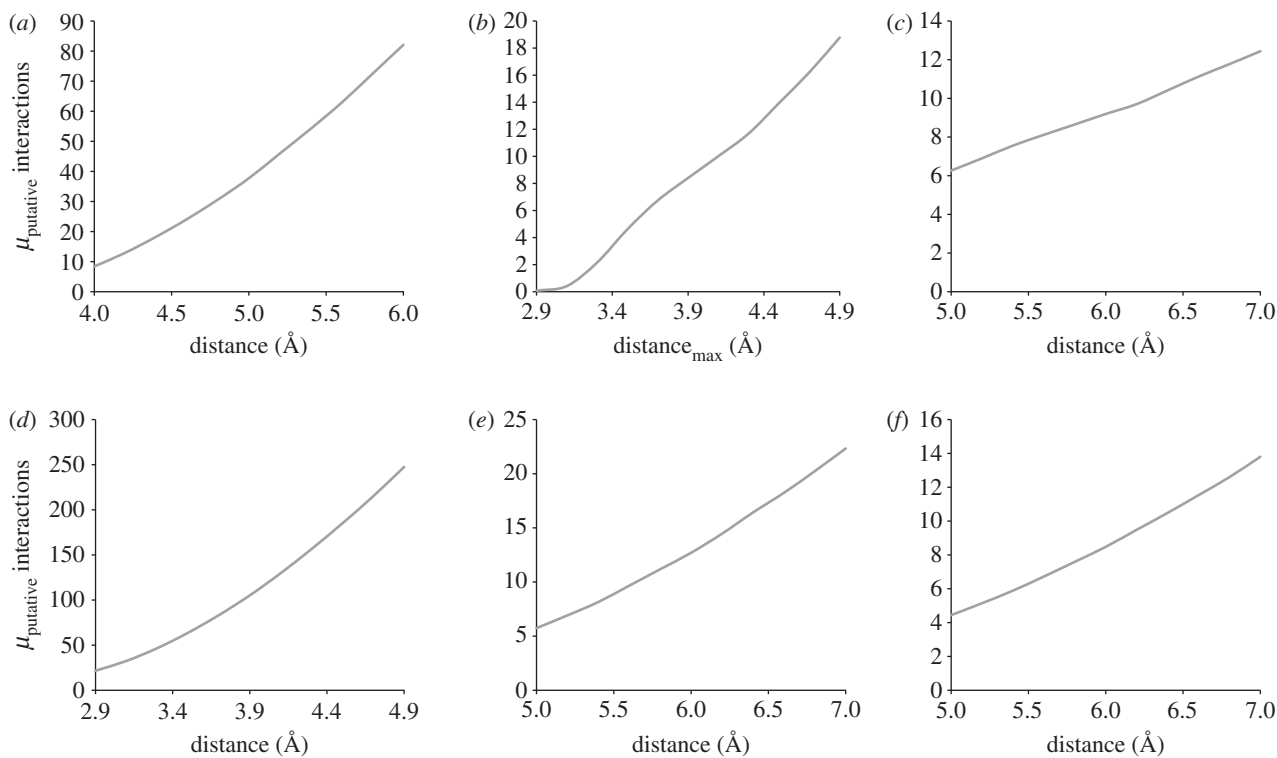 (a)
90
80
70
60
50
40
30
20
10
0
μputative interactions
4.0 4.5 5.0 5.5 6.0
distance (Å)
(b)
20
18
16
14
12
10
8
6
4
2
0
2.9 3.4 3.9 4.4 4.9
distancemax (Å)
(c)
14
12
10
8
6
4
2
0
5.0 5.5 6.0 6.5 7.0
distance (Å)
(d)
300
250
200
150
100
50
0
μputative interactions
2.9 3.4 3.9 4.4 4.9
distance (Å)
(e)
25
20
15
10
5
0
5.0 5.5 6.0 6.5 7.0
distance (Å)
(f)
16
14
12
10
8
6
4
2
0
5.0 5.5 6.0 6.5 7.0
distance (Å)